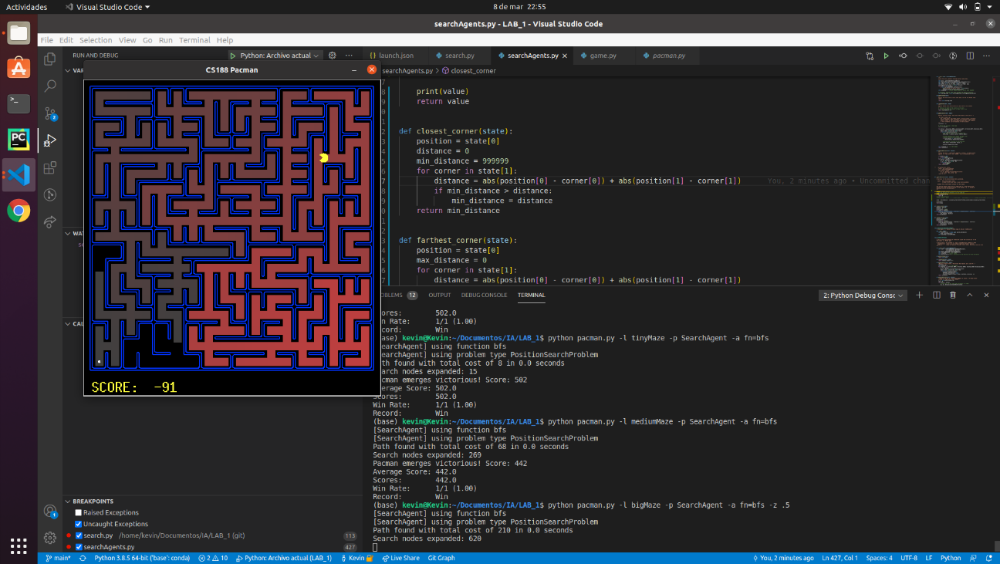 Actividades
Visual Studio Code
8 de mar 22:55
searchAgents.py - LAB_1 - Visual Studio Code
File Edit Selection View Go Run Terminal Help
RUN AND DEBUG
Python: Archivo actual
launch.json
search.py
searchAgents.py
game.py
pacman.py
VAR
CS188 Pacman
searchAgents.py > closest_corner
print(value)
return value
def closest_corner(state):
position = state[0]
distance = 0
min_distance = 999999
for corner in state[1]:
distance = abs(position[0] - corner[0]) + abs(position[1] - corner[1])
You, 2 minutes ago • Uncommitted chan
if min_distance > distance:
min_distance = distance
return min_distance
def farthest_corner(state):
position = state[0]
max_distance = 0
for corner in state[1]:
distance = abs(position[0] - corner[0]) + abs(position[1] - corner[1])
WAT
CAL
SCORE: -91
OBLEMS 12 OUTPUT DEBUG CONSOLE TERMINAL
2: Python Debug Consc
cores: 502.0
in Rate: 1/1 (1.00)
ecord: Win
base) kevin@Kevin:~/Documentos/IA/LAB_1$ python pacman.py -l tinyMaze -p SearchAgent -a fn=bfs
SearchAgent] using function bfs
SearchAgent] using problem type PositionSearchProblem
ath found with total cost of 8 in 0.0 seconds
earch nodes expanded: 15
acman emerges victorious! Score: 502
verage Score: 502.0
Scores: 502.0
Win Rate: 1/1 (1.00)
Record: Win
(base) kevin@Kevin:~/Documentos/IA/LAB_1$ python pacman.py -l mediumMaze -p SearchAgent -a fn=bfs
[SearchAgent] using function bfs
[SearchAgent] using problem type PositionSearchProblem
Path found with total cost of 68 in 0.0 seconds
Search nodes expanded: 269
Pacman emerges victorious! Score: 442
Average Score: 442.0
Scores: 442.0
Win Rate: 1/1 (1.00)
Record: Win
(base) kevin@Kevin:~/Documentos/IA/LAB_1$ python pacman.py -l bigMaze -p SearchAgent -a fn=bfs -z .5
[SearchAgent] using function bfs
[SearchAgent] using problem type PositionSearchProblem
Path found with total cost of 210 in 0.0 seconds
Search nodes expanded: 620
BREAKPOINTS
Raised Exceptions
Uncaught Exceptions
search.py /home/kevin/Documentos/IA/LAB_1 (git) 113
searchAgents.py 427
main* Python 3.8.5 64-bit ('base': conda) 2 10 Python: Archivo actual (LAB_1) Kevin Live Share Git Graph
You, 2 minutes ago Ln 427, Col 1 Spaces: 4 UTF-8 LF Python